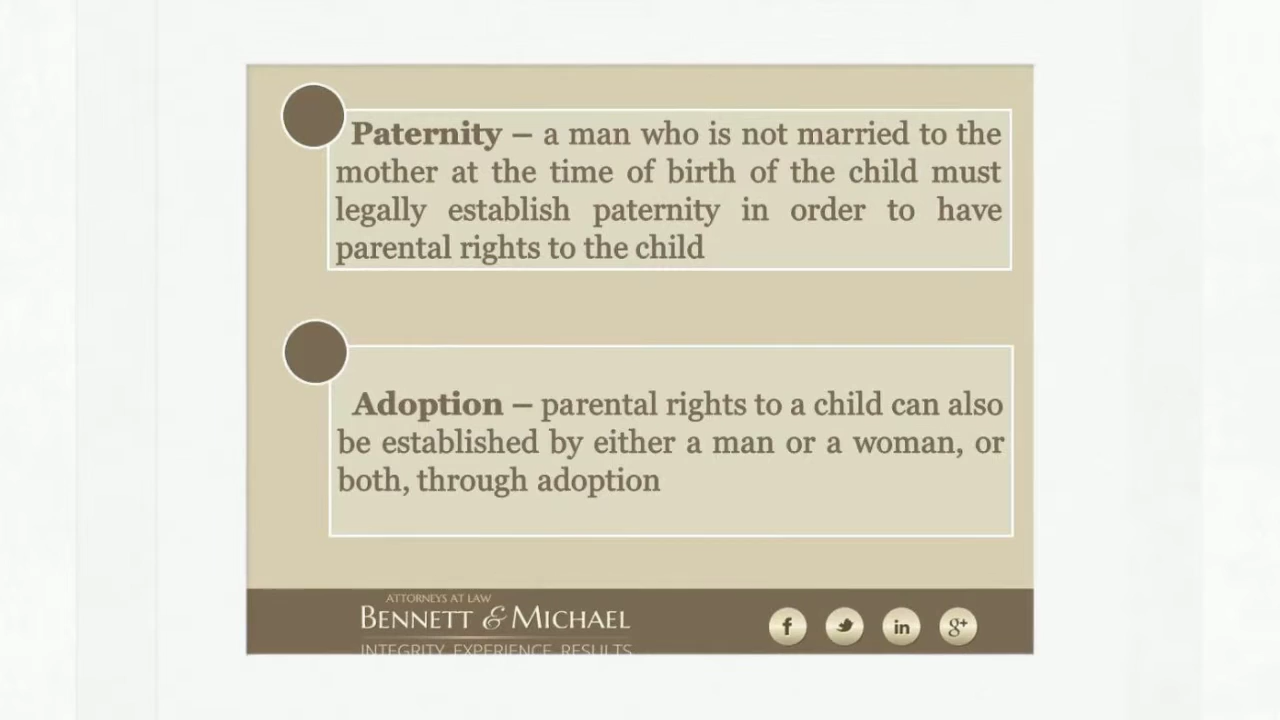 Paternity – a man who is not married to the
mother at the time of birth of the child must
legally establish paternity in order to have
parental rights to the child
Adoption – parental rights to a child can also
be established by either a man or a woman, or
both, through adoption
ATTORNEYS AT LAW
BENNETT & MICHAEL
INTEGRITY. EXPERIENCE. RESULTS.
f
in
g+